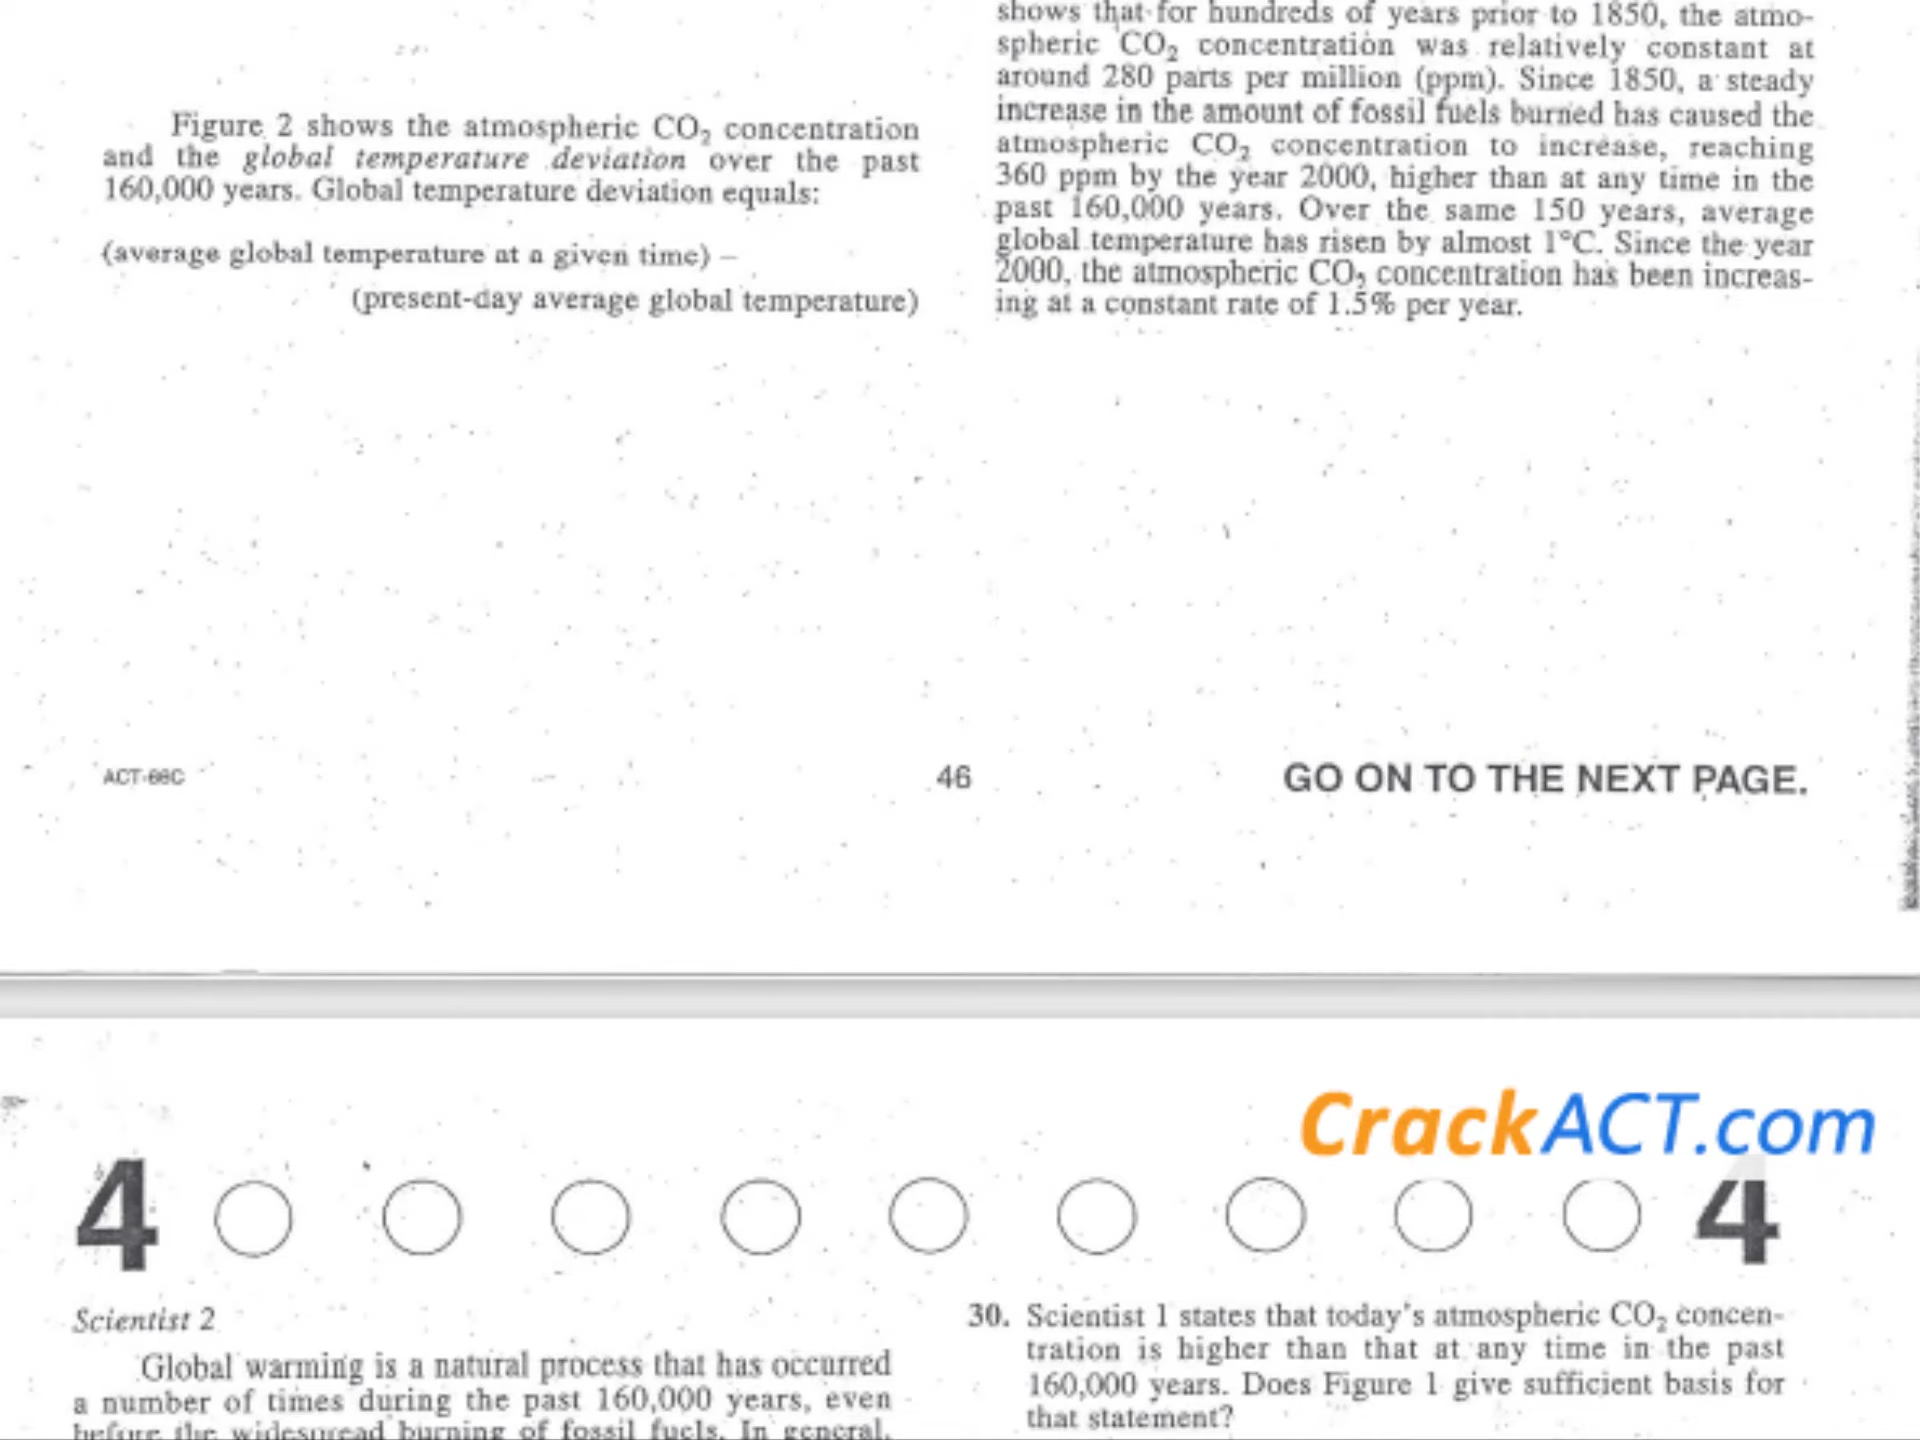 Figure 2 shows the atmospheric CO₂ concentration
and the global temperature deviation over the past
160,000 years. Global temperature deviation equals:
(average global temperature at a given time) –
(present-day average global temperature)
shows that for hundreds of years prior to 1850, the atmo-
spheric CO₂ concentration was relatively constant at
around 280 parts per million (ppm). Since 1850, a steady
increase in the amount of fossil fuels burned has caused the
atmospheric CO₂ concentration to increase, reaching
360 ppm by the year 2000, higher than at any time in the
past 160,000 years. Over the same 150 years, average
global temperature has risen by almost 1°C. Since the year
2000, the atmospheric CO₂ concentration has been increas-
ing at a constant rate of 1.5% per year.
ACT-66C
46
GO ON TO THE NEXT PAGE.
CrackACT.com
4
4
Scientist 2
Global warming is a natural process that has occurred
a number of times during the past 160,000 years, even
before the widespread burning of fossil fuels. In general,
30. Scientist 1 states that today's atmospheric CO₂ concen-
tration is higher than that at any time in the past
160,000 years. Does Figure 1 give sufficient basis for
that statement?